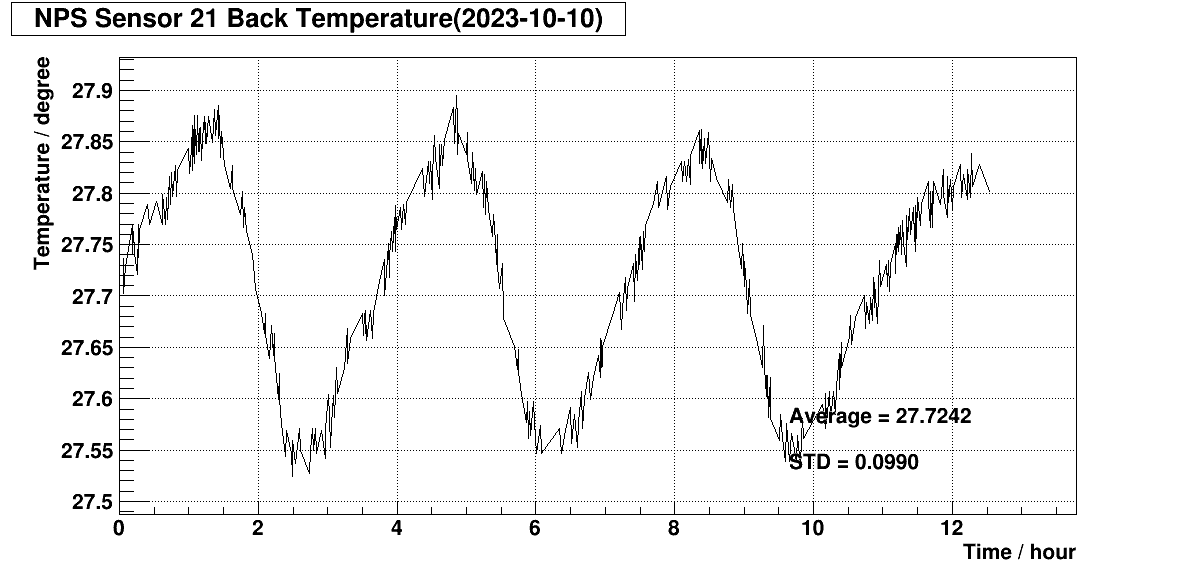 NPS Sensor 21 Back Temperature(2023-10-10)
Temperature / degree
27.9
27.85
27.8
27.75
27.7
27.65
27.6
27.55
27.5
Average = 27.7242
STD = 0.0990
0 2 4 6 8 10 12
Time / hour